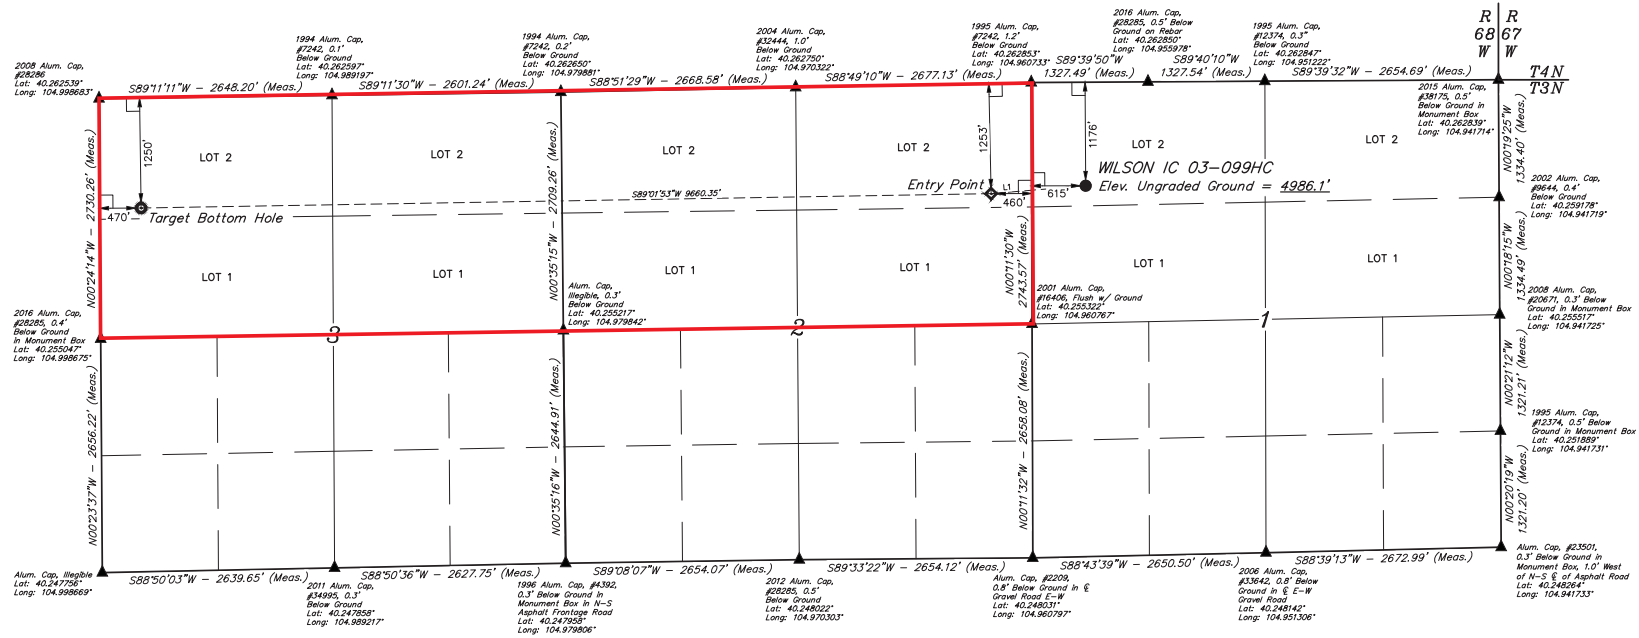 2008 Alum. Cap,
#28286
Lat: 40.262539°
Long: 104.998683°
1994 Alum. Cap,
#7242, 0.1'
Below Ground
Lat: 40.262597°
Long: 104.989197°
1994 Alum. Cap,
#7242, 0.2'
Below Ground
Lat: 40.262650°
Long: 104.979881°
2004 Alum. Cap,
#32444, 1.0'
Below Ground
Lat: 40.262750°
Long: 104.970322°
1995 Alum. Cap,
#7242, 1.2'
Below Ground
Lat: 40.262853°
Long: 104.960733°
2016 Alum. Cap,
#28285, 0.5' Below
Ground on Rebar
Lat: 40.262850°
Long: 104.955978°
1995 Alum. Cap,
#12374, 0.3"
Below Ground
Lat: 40.262847°
Long: 104.951222°
R R
68 67
W W
T4N
T3N
S89°11'11"W - 2648.20' (Meas.)
S89°11'30"W - 2601.24' (Meas.)
S88°51'29"W - 2668.58' (Meas.)
S88°49'10"W - 2677.13' (Meas.)
S89°39'50"W
1327.49' (Meas.)
S89°40'10"W
1327.54' (Meas.)
S89°39'32"W - 2654.69' (Meas.)
2015 Alum. Cap,
#38175, 0.5'
Below Ground in
Monument Box
Lat: 40.262839°
Long: 104.941714°
N00°19'25"W
1334.40' (Meas.)
N00°24'14"W - 2730.26' (Meas.)
1250'
LOT 2
LOT 2
N00°35'15"W - 2709.26' (Meas.)
LOT 2
LOT 2
1253'
1176'
LOT 2
LOT 2
WILSON IC 03-099HC
Elev. Ungraded Ground = 4986.1'
Entry Point
L1
460'
615'
S89°01'53"W 9660.35'
470'
Target Bottom Hole
2002 Alum. Cap,
#9644, 0.4'
Below Ground
Lat: 40.259178°
Long: 104.941719°
N00°11'30"W
2743.57' (Meas.)
N00°18'15"W
1334.49' (Meas.)
LOT 1
LOT 1
LOT 1
LOT 1
LOT 1
LOT 1
Alum. Cap,
Illegible, 0.3'
Below Ground
Lat: 40.255217°
Long: 104.979842°
2001 Alum. Cap,
#16406, Flush w/ Ground
Lat: 40.255322°
Long: 104.960767°
2008 Alum. Cap,
#20671, 0.3' Below
Ground in Monument Box
Lat: 40.255517°
Long: 104.941725°
2016 Alum. Cap,
#28285, 0.4'
Below Ground
in Monument Box
Lat: 40.255047°
Long: 104.998675°
3
2
1
N00°23'37"W - 2656.22' (Meas.)
N00°35'16"W - 2644.91' (Meas.)
N00°11'32"W - 2658.08' (Meas.)
N00°21'12"W
1321.21' (Meas.)
1995 Alum. Cap,
#12374, 0.5' Below
Ground in Monument Box
Lat: 40.251889°
Long: 104.941731°
N00°20'19"W
1321.20' (Meas.)
S88°50'03"W - 2639.65' (Meas.)
S88°50'36"W - 2627.75' (Meas.)
S89°08'07"W - 2654.07' (Meas.)
S89°33'22"W - 2654.12' (Meas.)
S88°43'39"W - 2650.50' (Meas.)
S88°39'13"W - 2672.99' (Meas.)
Alum. Cap, Illegible
Lat: 40.247756°
Long: 104.998669°
2011 Alum. Cap,
#34995, 0.3'
Below Ground
Lat: 40.247858°
Long: 104.989217°
1996 Alum. Cap, #4392,
0.3' Below Ground in
Monument Box in N-S
Asphalt Frontage Road
Lat: 40.247958°
Long: 104.979806°
2012 Alum. Cap,
#28285, 0.5'
Below Ground
Lat: 40.248022°
Long: 104.970303°
Alum. Cap, #2209,
0.8' Below Ground in ℄
Gravel Road E-W
Lat: 40.248031°
Long: 104.960797°
2006 Alum. Cap,
#33642, 0.8' Below
Ground in ℄ E-W
Gravel Road
Lat: 40.248142°
Long: 104.951306°
Alum. Cap, #23501,
0.3' Below Ground in
Monument Box, 1.0' West
of N-S ℄ of Asphalt Road
Lat: 40.248264°
Long: 104.941733°